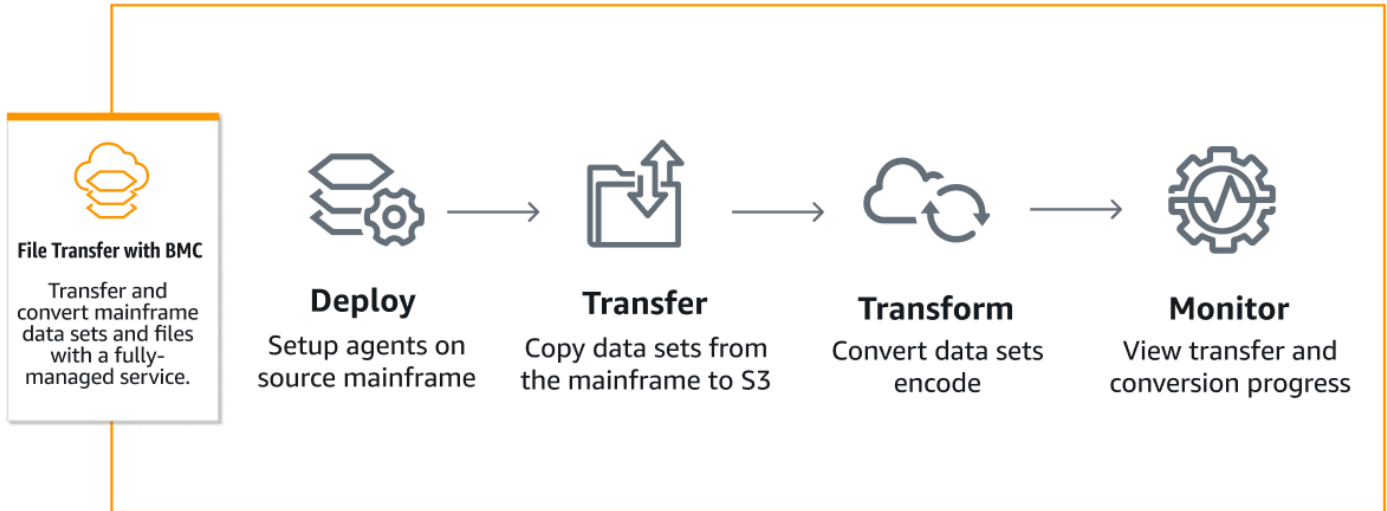 File Transfer with BMC
Transfer and
convert mainframe
data sets and files
with a fully-
managed service.
Deploy
Setup agents on
source mainframe
Transfer
Copy data sets from
the mainframe to S3
Transform
Convert data sets
encode
Monitor
View transfer and
conversion progress